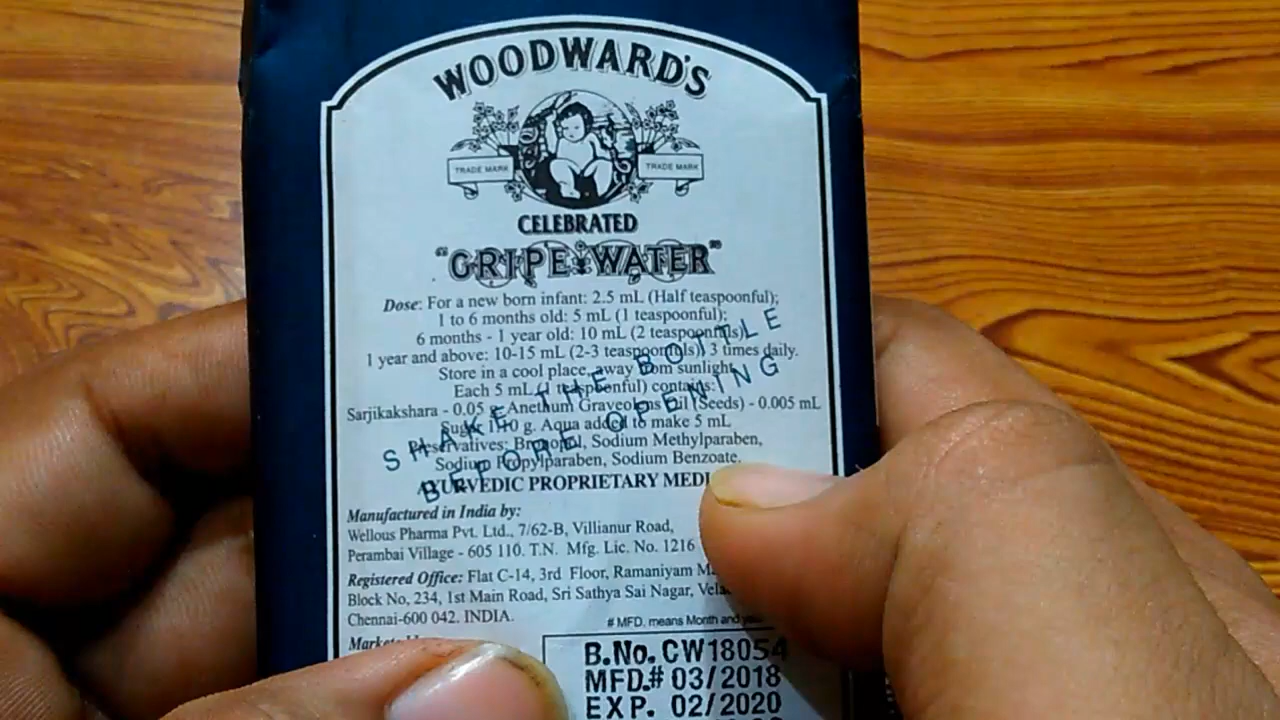 WOODWARD'S
TRADE MARK TRADE MARK
CELEBRATED
"GRIPE WATER"
Dose: For a new born infant: 2.5 mL (Half teaspoonful);
1 to 6 months old: 5 mL (1 teaspoonful);
6 months - 1 year old: 10 mL (2 teaspoonfuls)
1 year and above: 10-15 mL (2-3 teaspoonfuls) 3 times daily.
Store in a cool place, away from sunlight.
Each 5 mL (1 teaspoonful) contains:
Sarjikakshara - 0.05 g Anethum Graveolens Oil (Seeds) - 0.005 mL
Sugar g. Aqua added to make 5 mL
Preservatives: Bronopol, Sodium Methylparaben,
Sodium Propylparaben, Sodium Benzoate.
SHAKE THE BOTTLE
BEFORE OPENING
AYURVEDIC PROPRIETARY
Manufactured in India by:
Wellous Pharma Pvt. Ltd., 7/62-B, Villianur Road,
Perambai Village - 605 110. T.N. Mfg. Lic. No. 1216
Registered Office: Flat C-14, 3rd Floor, Ramaniyam
Block No, 234, 1st Main Road, Sri Sathya Sai Nagar,
Chennai-600 042. INDIA.
# MFD. means Month and
B.No. CW18054
MFD.# 03/2018
EXP. 02/2020